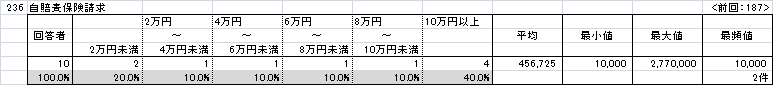 236 自賠責保険請求 <前回:187>
回答者 2万円未満 2万円～4万円未満 4万円～6万円未満 6万円～8万円未満 8万円～10万円未満 10万円以上 平均 最小値 最大値 最頻値
10 2 1 1 1 1 4 456,725 10,000 2,770,000 10,000
100.0% 20.0% 10.0% 10.0% 10.0% 10.0% 40.0% 2件